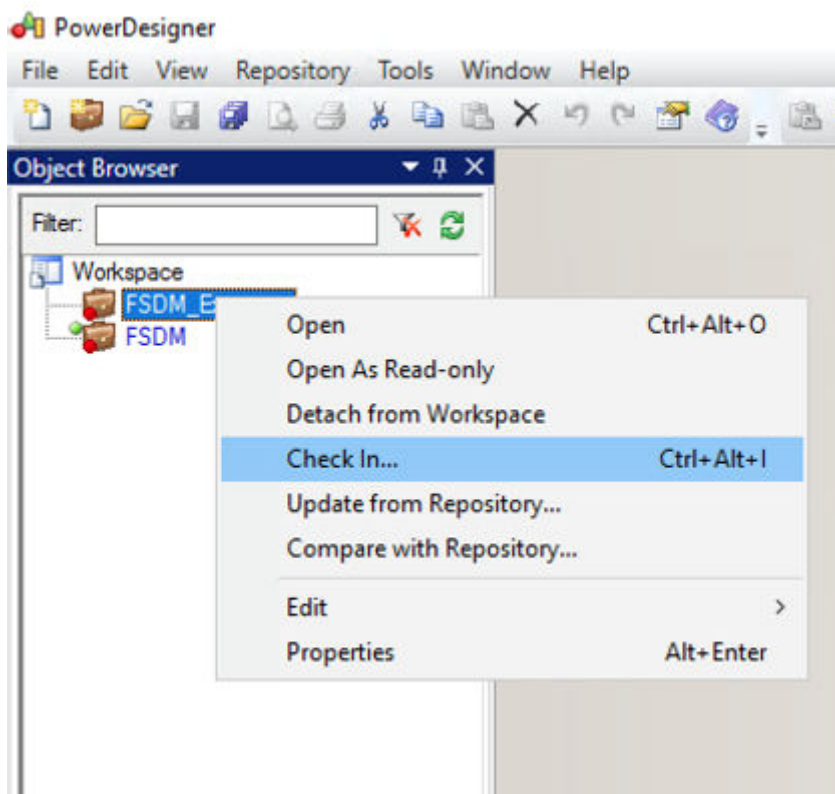 PowerDesigner
File Edit View Repository Tools Window Help
Object Browser
Filter:
Workspace
FSDM_E
FSDM
Open Ctrl+Alt+O
Open As Read-only
Detach from Workspace
Check In... Ctrl+Alt+I
Update from Repository...
Compare with Repository...
Edit
Properties Alt+Enter